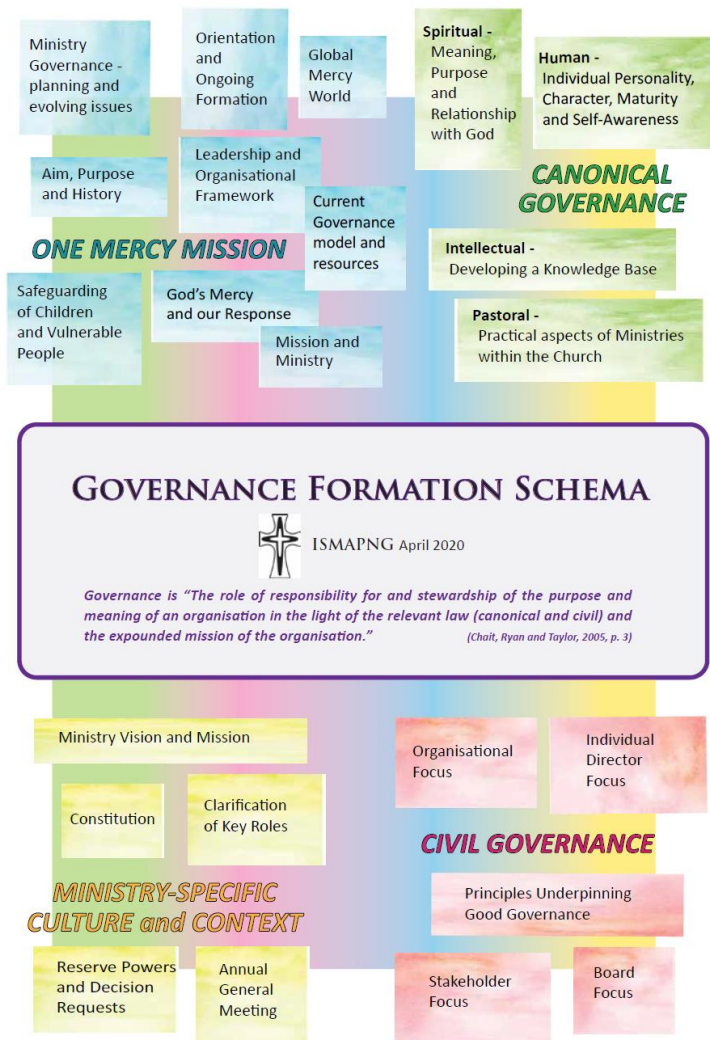 Ministry
Governance -
planning and
evolving issues
Orientation
and
Ongoing
Formation
Global
Mercy
World
Aim, Purpose
and History
Leadership and
Organisational
Framework
Current
Governance
model and
resources
ONE MERCY MISSION
Safeguarding
of Children
and Vulnerable
People
God's Mercy
and our Response
Mission and
Ministry
Spiritual -
Meaning,
Purpose
and
Relationship
with God
Human -
Individual Personality,
Character, Maturity
and Self-Awareness
CANONICAL
GOVERNANCE
Intellectual -
Developing a Knowledge Base
Pastoral -
Practical aspects of Ministries
within the Church
GOVERNANCE FORMATION SCHEMA
ISMAPNG April 2020
Governance is “The role of responsibility for and stewardship of the purpose and
meaning of an organisation in the light of the relevant law (canonical and civil) and
the expounded mission of the organisation.” (Chait, Ryan and Taylor, 2005, p. 3)
Ministry Vision and Mission
Constitution
Clarification
of Key Roles
MINISTRY-SPECIFIC
CULTURE and CONTEXT
Reserve Powers
and Decision
Requests
Annual
General
Meeting
Organisational
Focus
Individual
Director
Focus
CIVIL GOVERNANCE
Principles Underpinning
Good Governance
Stakeholder
Focus
Board
Focus